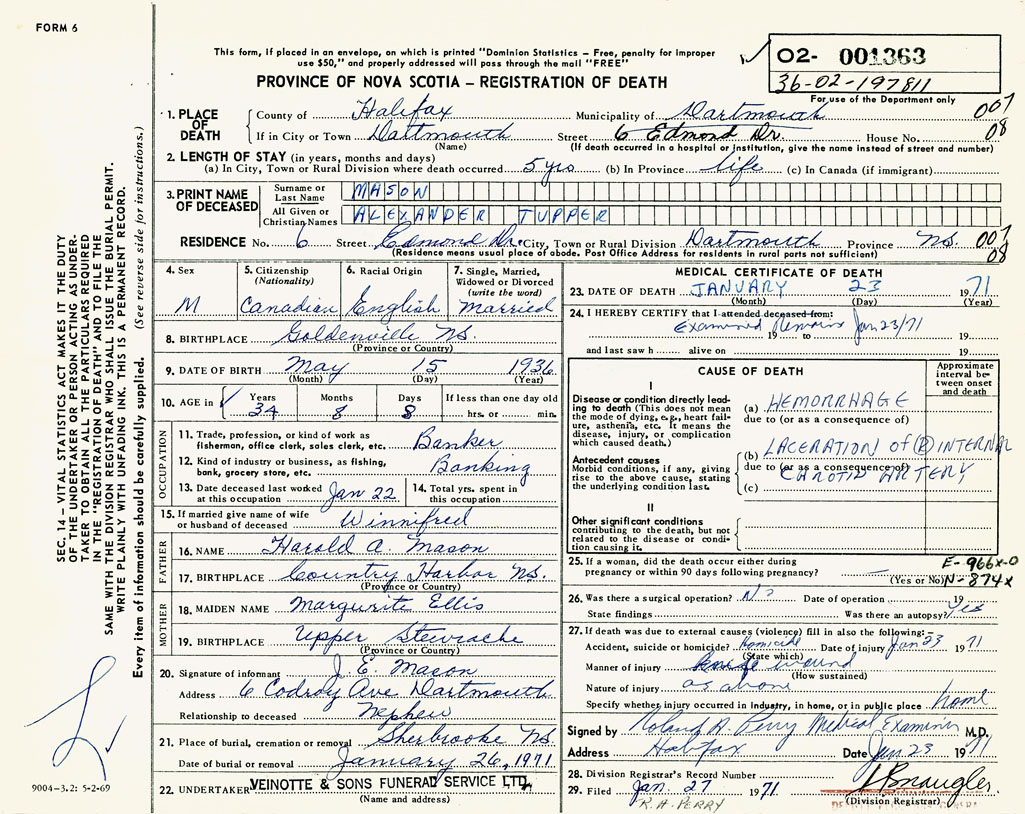 FORM 6
This form, if placed in an envelope, on which is printed "Dominion Statistics – Free, penalty for improper
use $50," and properly addressed will pass through the mail "FREE"
PROVINCE OF NOVA SCOTIA – REGISTRATION OF DEATH
02- 001363
36-02-197811
For use of the Department only
1. PLACE OF DEATH
County of Halifax Municipality of Dartmouth 007
If in City or Town Dartmouth Street 6 Edmond Dr. House No. 08
(Name) (If death occurred in a hospital or institution, give the name instead of street and number)
2. LENGTH OF STAY (in years, months and days)
(a) In City, Town or Rural Division where death occurred 5 yrs (b) In Province life (c) In Canada (if immigrant)
3. PRINT NAME OF DECEASED
Surname or Last Name MASON
All Given or Christian Names ALEXANDER TUPPER
RESIDENCE No. 6 Street Edmond Dr. City, Town or Rural Division Dartmouth Province NS. 007
08
(Residence means usual place of abode. Post Office Address for residents in rural parts not sufficient)
4. Sex
M
5. Citizenship (Nationality)
Canadian
6. Racial Origin
English
7. Single, Married, Widowed or Divorced (write the word)
Married
8. BIRTHPLACE Goldenville NS.
(Province or Country)
9. DATE OF BIRTH May 15 1936
(Month) (Day) (Year)
10. AGE in Years Months Days If less than one day old
34 8 8 hrs. or min.
OCCUPATION
11. Trade, profession, or kind of work as fisherman, office clerk, sales clerk, etc. Banker
12. Kind of industry or business, as fishing, bank, grocery store, etc. Banking
13. Date deceased last worked at this occupation Jan 22
14. Total yrs. spent in this occupation
15. If married give name of wife or husband of deceased Winnifred
FATHER
16. NAME Harold A. Mason
17. BIRTHPLACE Country Harbor NS.
(Province or Country)
MOTHER
18. MAIDEN NAME Margurite Ellis
19. BIRTHPLACE Upper Stewiacke
(Province or Country)
20. Signature of informant J. E. Mason
Address 6 Codroy Ave Dartmouth
Relationship to deceased Nephew
21. Place of burial, cremation or removal Sherbrooke NS.
Date of burial or removal January 26, 1971
22. UNDERTAKER VEINOTTE & SONS FUNERAL SERVICE LTD.
(Name and address)
MEDICAL CERTIFICATE OF DEATH
23. DATE OF DEATH JANUARY 23 1971
(Month) (Day) (Year)
24. I HEREBY CERTIFY that I attended deceased from:
Examined Remains Jan 23/71
19 to 19
and last saw h alive on 19
CAUSE OF DEATH
Approximate interval between onset and death
I
Disease or condition directly leading to death (This does not mean the mode of dying, e.g., heart failure, asthenia, etc. It means the disease, injury, or complication which caused death.)
(a) HEMORRHAGE
due to (or as a consequence of)
Antecedent causes
Morbid conditions, if any, giving rise to the above cause, stating the underlying condition last.
(b) LACERATION of (R) INTERNAL
due to (or as a consequence of)
CAROTID ARTERY
(c)
II
Other significant conditions contributing to the death, but not related to the disease or condition causing it.
25. If a woman, did the death occur either during pregnancy or within 90 days following pregnancy?
(Yes or No)
E-966x-0
N-874x
26. Was there a surgical operation? No Date of operation 19
State findings Was there an autopsy? Yes
27. If death was due to external causes (violence) fill in also the following:–
Accident, suicide or homicide? Homicide Date of injury Jan 23 1971
(State which)
Manner of injury Knife wound
(How sustained)
Nature of injury as above
Specify whether injury occurred in industry, in home, or in public place home
Signed by Roland A. Perry Medical Examiner M.D.
Address Halifax Date Jan 23 1971
28. Division Registrar's Record Number
29. Filed Jan. 27 1971
R.A. PERRY
(Division Registrar)
SEC. 14 – VITAL STATISTICS ACT MAKES IT THE DUTY
OF THE UNDERTAKER OR PERSON ACTING AS UNDER-
TAKER TO OBTAIN ALL THE PARTICULARS REQUIRED
IN THE "REGISTRATION OF DEATH" AND TO FILE THE
SAME WITH THE DIVISION REGISTRAR WHO SHALL ISSUE THE BURIAL PERMIT.
WRITE PLAINLY WITH UNFADING INK. THIS IS A PERMANENT RECORD.
Every item of information should be carefully supplied. (See reverse side for instructions.)
9004-3.2: 5-2-69